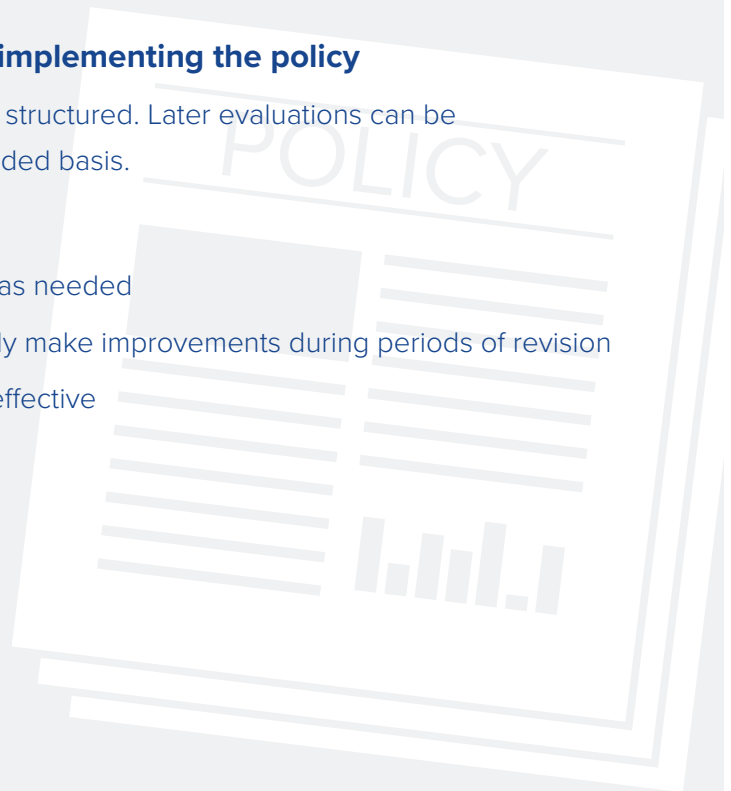 implementing the policy
structured. Later evaluations can be
ded basis.
POLICY
as needed
ly make improvements during periods of revision
effective